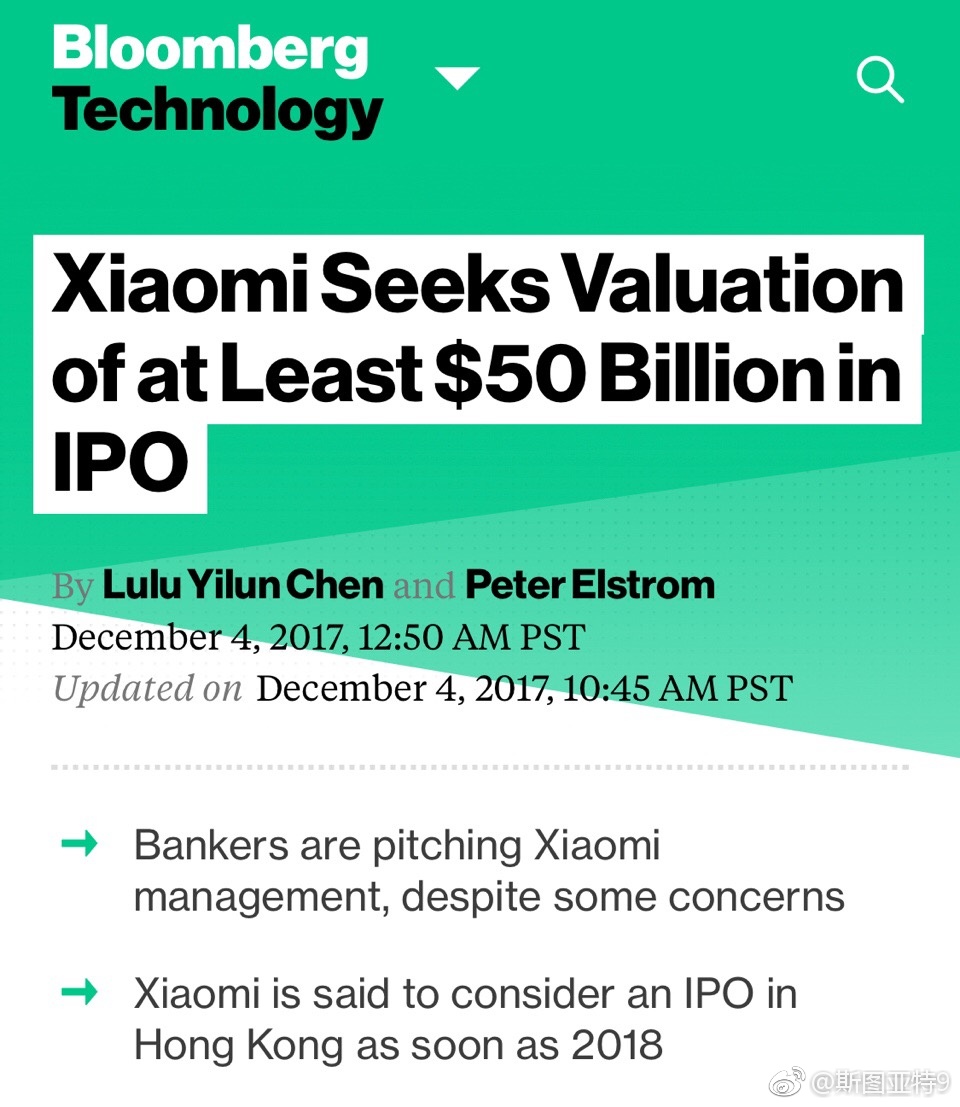 Bloomberg
Technology
Xiaomi Seeks Valuation
of at Least $50 Billion in
IPO
By Lulu Yilun Chen and Peter Elstrom
December 4, 2017, 12:50 AM PST
Updated on December 4, 2017, 10:45 AM PST
Bankers are pitching Xiaomi
management, despite some concerns
Xiaomi is said to consider an IPO in
Hong Kong as soon as 2018
@斯图亚特9